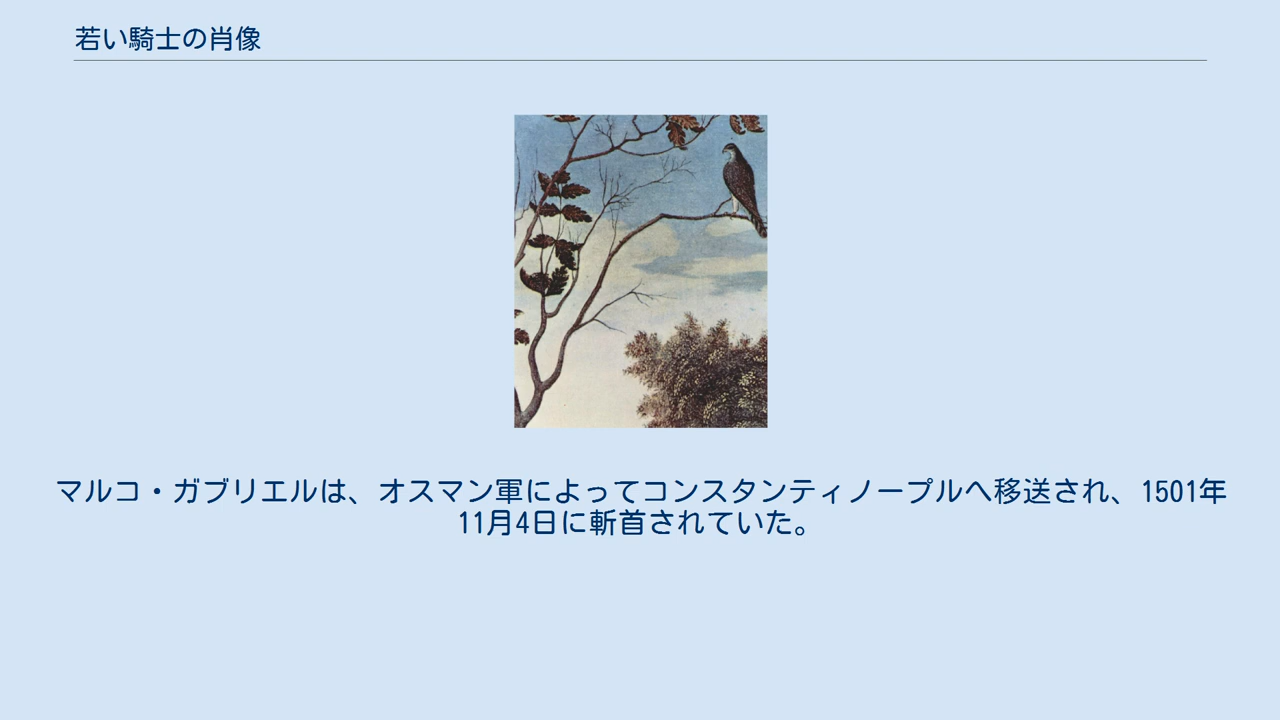 若い騎士の肖像
マルコ・ガブリエルは、オスマン軍によってコンスタンティノープルへ移送され、1501年
11月4日に斬首されていた。